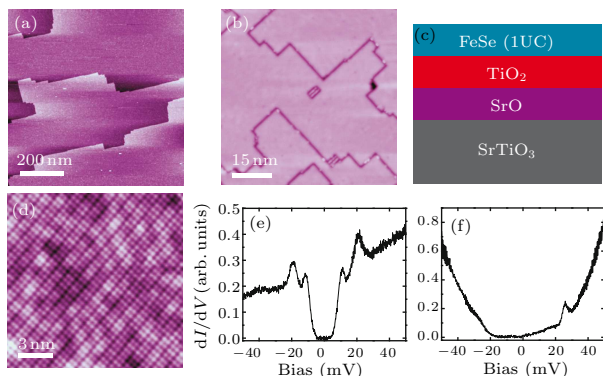 (a)
200 nm
(b)
15 nm
(c)
FeSe (1UC)
TiO₂
SrO
SrTiO₃
(d)
3 nm
(e)
dI/dV (arb. units)
0.5
0.4
0.3
0.2
0.1
0.0
−40 −20 0 20 40
Bias (mV)
(f)
0.8
0.6
0.4
0.2
0.0
−40 −20 0 20 40
Bias (mV)